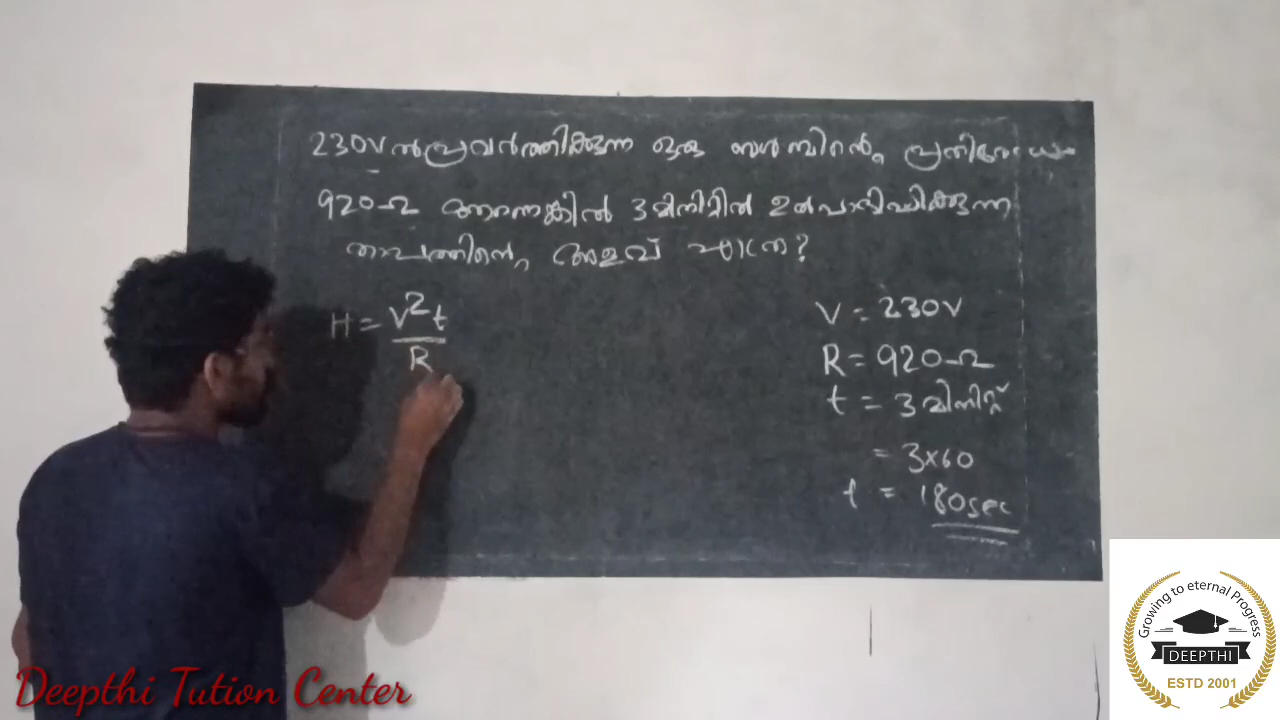 230V ൽ പ്രവർത്തിക്കുന്ന ഒരു ബൾബിന്റെ പ്രതിരോധം
920Ω ആണെങ്കിൽ 3 മിനിറ്റിൽ ഉൽപാദിപ്പിക്കുന്ന
താപത്തിന്റെ അളവ് എത്ര?
H = V²t
R
V = 230V
R = 920Ω
t = 3 മിനിറ്റ്
= 3x60
t = 180sec
Growing to eternal Progress
DEEPTHI
ESTD 2001
Deepthi Tution Center